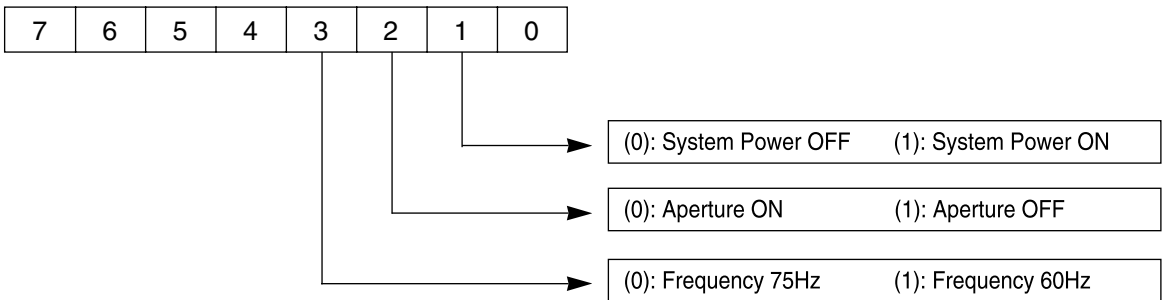 7 6 5 4 3 2 1 0
(0): System Power OFF (1): System Power ON
(0): Aperture ON (1): Aperture OFF
(0): Frequency 75Hz (1): Frequency 60Hz